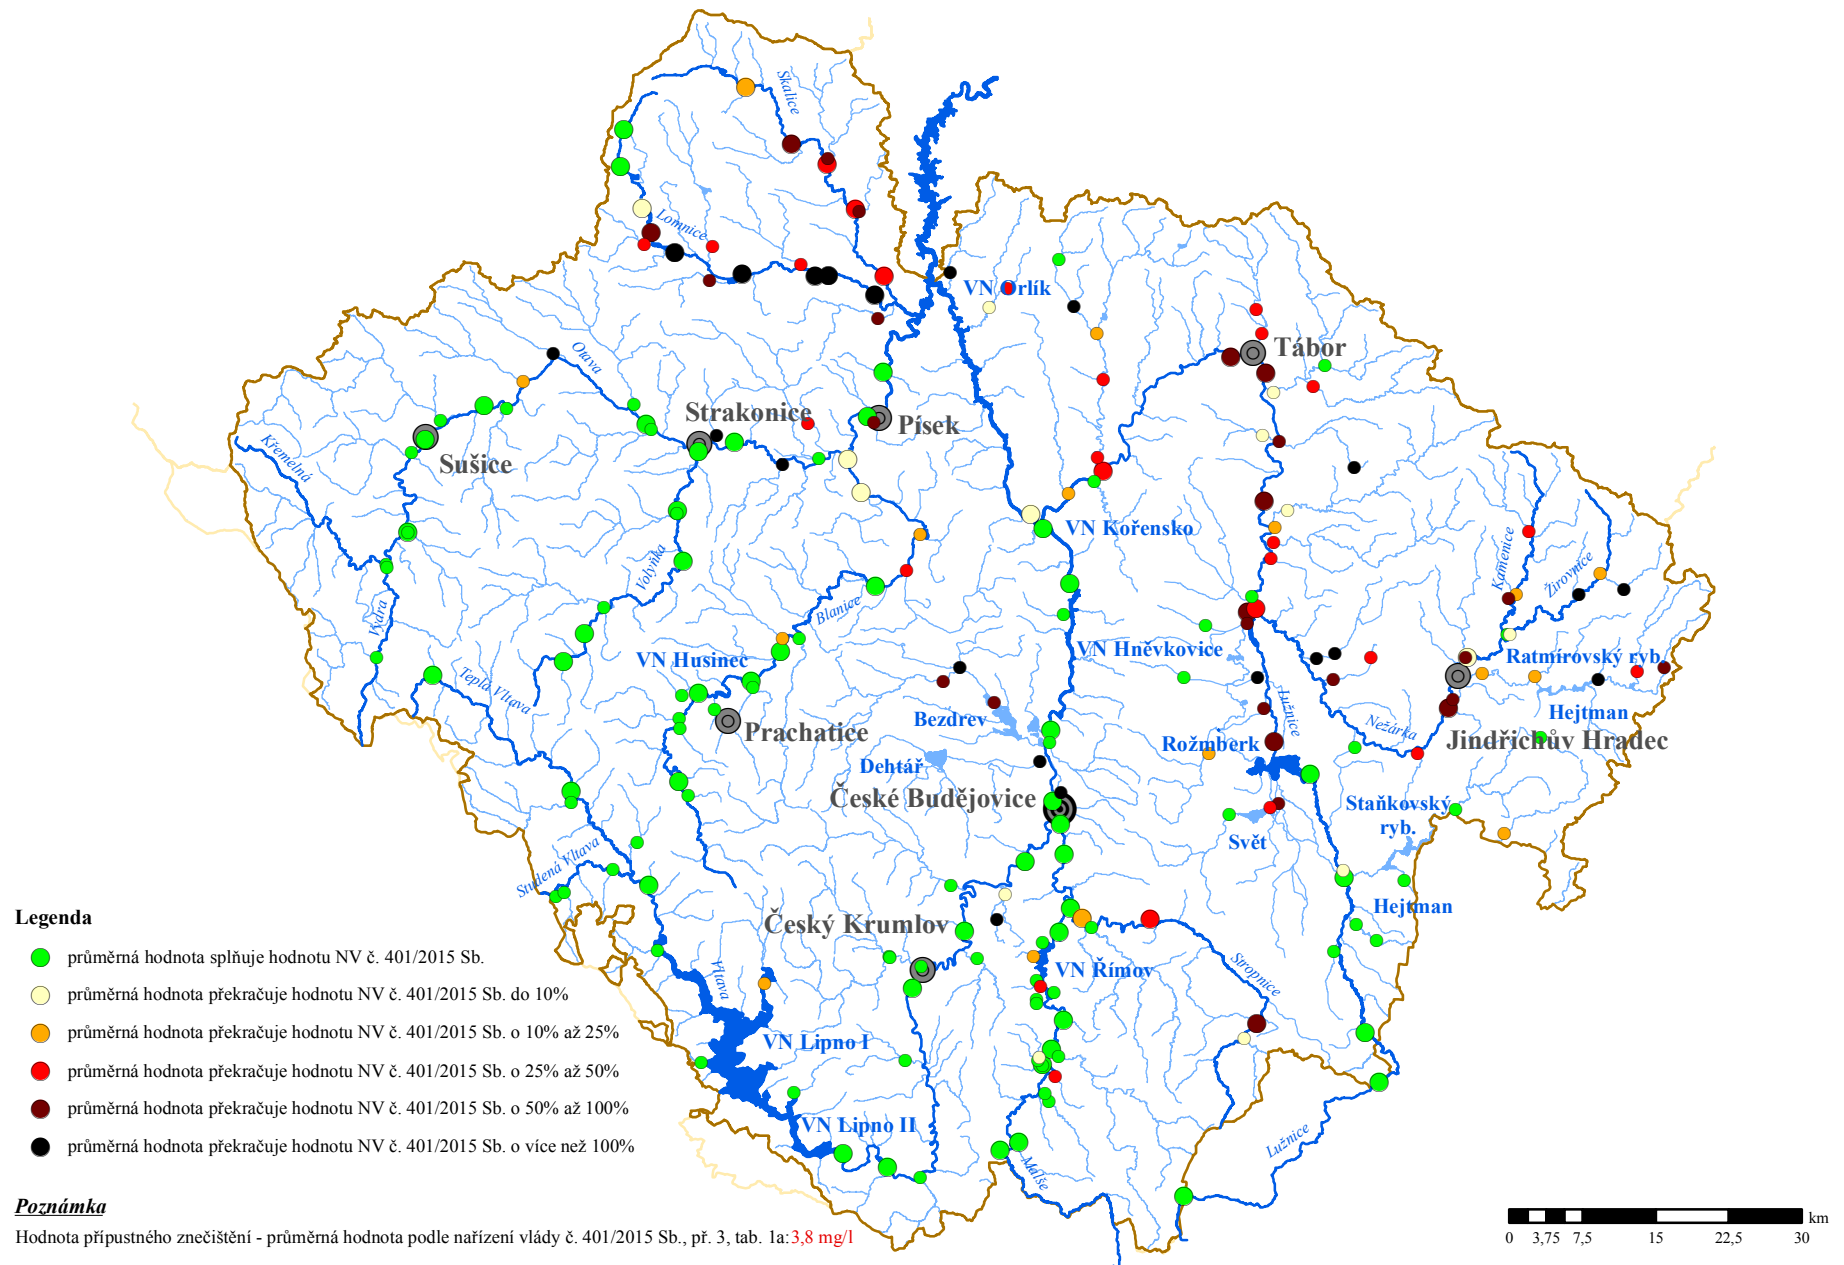 Skalice
Lomnice
VN Orlík
Tábor
Otava
Strakonice
Písek
Křemelná
Sušice
VN Kořensko
Kamenice
Žirovnice
Volyňka
Vydra
Blanice
VN Husinec
VN Hněvkovice
Ratmírovský ryb.
Teplá Vltava
Lužnice
Hejtman
Prachatice
Bezdrev
Nežárka
Jindřichův Hradec
Rožmberk
Dehtář
České Budějovice
Staňkovský
ryb.
Svět
Studená Vltava
Hejtman
Český Krumlov
VN Římov
Stropnice
Vltava
VN Lipno I
VN Lipno II
Malše
Lužnice
Legenda
průměrná hodnota splňuje hodnotu NV č. 401/2015 Sb.
průměrná hodnota překračuje hodnotu NV č. 401/2015 Sb. do 10%
průměrná hodnota překračuje hodnotu NV č. 401/2015 Sb. o 10% až 25%
průměrná hodnota překračuje hodnotu NV č. 401/2015 Sb. o 25% až 50%
průměrná hodnota překračuje hodnotu NV č. 401/2015 Sb. o 50% až 100%
průměrná hodnota překračuje hodnotu NV č. 401/2015 Sb. o více než 100%
Poznámka
Hodnota přípustného znečištění - průměrná hodnota podle nařízení vlády č. 401/2015 Sb., př. 3, tab. 1a:3,8 mg/l
km
0 3,75 7,5 15 22,5 30